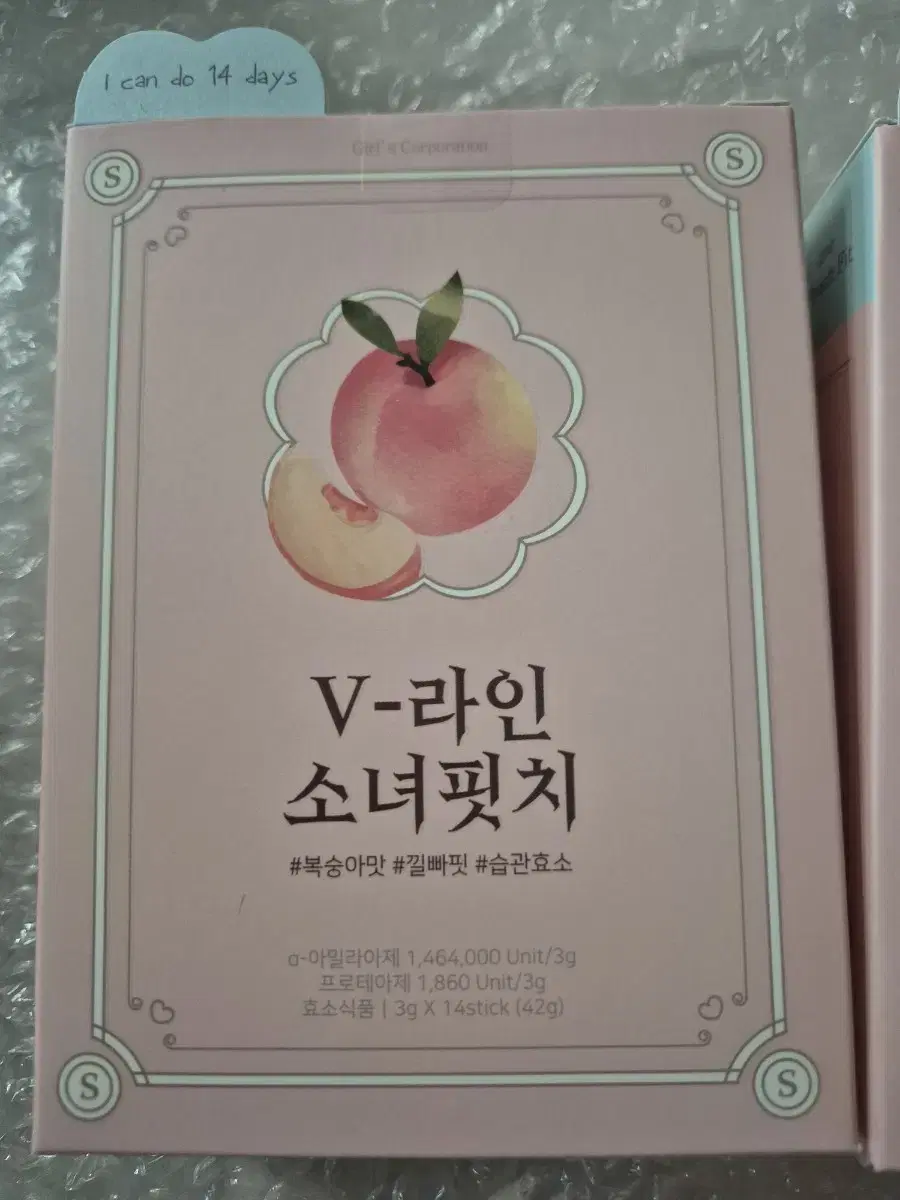 I can do 14 days
Girl's Corporation
S
S
V-라인
소녀핏치
#복숭아맛 #낄빠핏 #습관효소
α-아밀라아제 1,464,000 Unit/3g
프로테아제 1,860 Unit/3g
효소식품 | 3g X 14stick (42g)
S
S